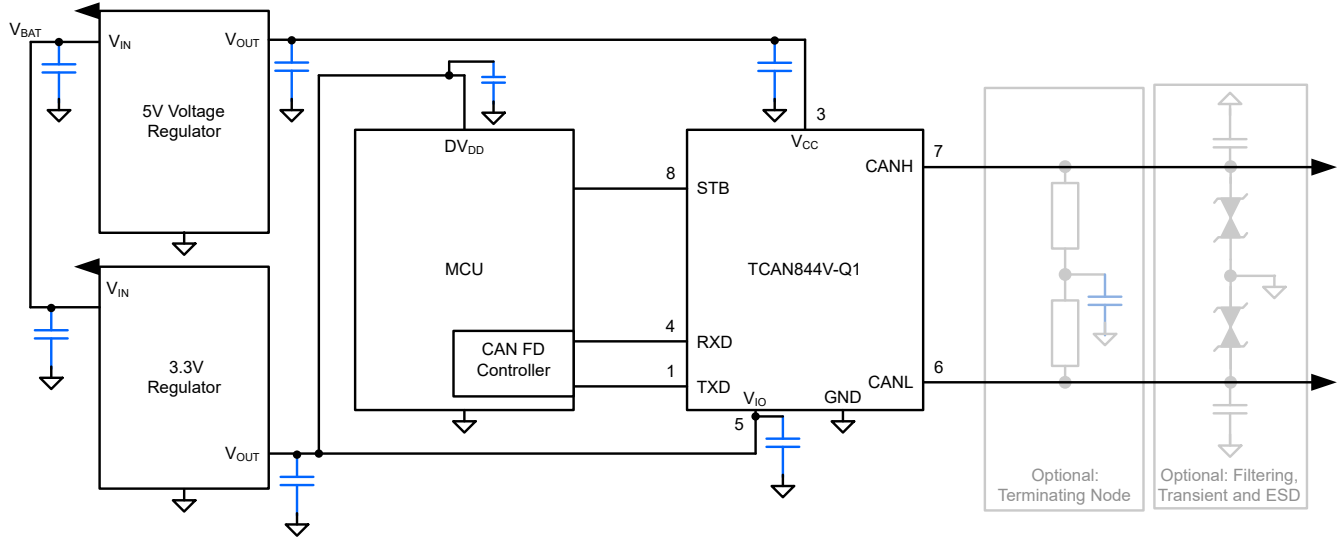 VBAT
VIN
VOUT
5V Voltage
Regulator
VIN
3.3V
Regulator
VOUT
DVDD
MCU
CAN FD
Controller
8
4
1
3
VCC
STB
TCAN844V-Q1
RXD
TXD
VIO
5
GND
CANH
7
CANL
6
Optional:
Terminating Node
Optional: Filtering,
Transient and ESD